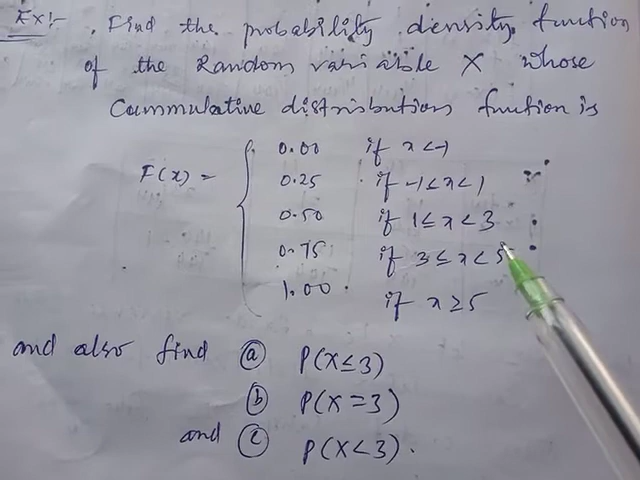 Ex:- . Find the probability density function
of the Random variable X whose
Cummulative distribution function is
F(x) = { 0.00 if x < -1
0.25 if -1 ≤ x < 1
0.50 if 1 ≤ x < 3
0.75 if 3 ≤ x < 5
1.00 . if x ≥ 5
and also find (a) P(X ≤ 3)
(b) P(X = 3)
and (c) P(X < 3).